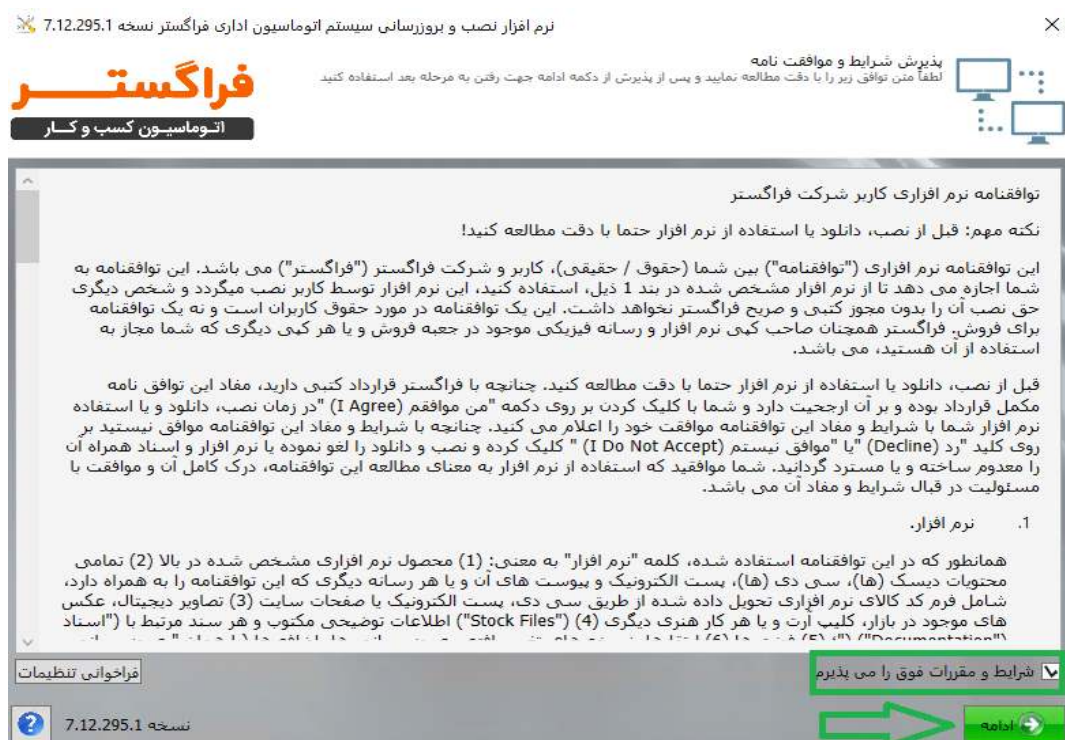 نرم افزار نصب و بروزرسانی سیستم اتوماسیون اداری فراگستر نسخه 7.12.295.1
پذیرش شرایط و موافقت نامه
لطفاً متن توافق زیر را با دقت مطالعه نمایید و پس از پذیرش از دکمه ادامه جهت رفتن به مرحله بعد استفاده کنید
فراگستر
اتوماسیون کسب و کار
توافقنامه نرم افزاری کاربر شرکت فراگستر
نکته مهم: قبل از نصب، دانلود یا استفاده از نرم افزار حتما با دقت مطالعه کنید!
این توافقنامه نرم افزاری ("توافقنامه") بین شما (حقوق / حقیقی)، کاربر و شرکت فراگستر ("فراگستر") می باشد. این توافقنامه به
شما اجازه می دهد تا از نرم افزار مشخص شده در بند 1 ذیل، استفاده کنید، این نرم افزار توسط کاربر نصب میگردد و شخص دیگری
حق نصب آن را بدون مجوز کتبی و صریح فراگستر نخواهد داشت. این یک توافقنامه در مورد حقوق کاربران است و نه یک توافقنامه
برای فروش. فراگستر همچنان صاحب کپی نرم افزار و رسانه فیزیکی موجود در جعبه فروش و یا هر کپی دیگری که شما مجاز به
استفاده از آن هستید، می باشد.
قبل از نصب، دانلود یا استفاده از نرم افزار حتما با دقت مطالعه کنید. چنانچه با فراگستر قرارداد کتبی دارید، مفاد این توافق نامه
مکمل قرارداد بوده و بر آن ارجحیت دارد و شما با کلیک کردن بر روی دکمه "من موافقم (I Agree) "در زمان نصب، دانلود و یا استفاده
نرم افزار شما با شرایط و مفاد این توافقنامه موافقت خود را اعلام می کنید. چنانچه با شرایط و مفاد این توافقنامه موافق نیستید بر
روی کلید "رد (Decline) "یا "موافق نیستم (I Do Not Accept) " کلیک کرده و نصب و دانلود را لغو نموده یا نرم افزار و اسناد همراه آن
را معدوم ساخته و یا مسترد گردانید. شما موافقید که استفاده از نرم افزار به معنای مطالعه این توافقنامه، درک کامل آن و موافقت با
مسئولیت در قبال شرایط و مفاد آن می باشد.
1. نرم افزار.
همانطور که در این توافقنامه استفاده شده، کلمه "نرم افزار" به معنی: (1) محصول نرم افزاری مشخص شده در بالا (2) تمامی
محتویات دیسک (ها)، سی دی (ها)، پست الکترونیک و پیوست های آن و یا هر رسانه دیگری که این توافقنامه را به همراه دارد،
شامل فرم کد کالای نرم افزاری تحویل داده شده از طریق سی دی، پست الکترونیک یا صفحات سایت (3) تصاویر دیجیتال، عکس
های موجود در بازار، کلیپ آرت و یا هر کار هنری دیگری (4) ("Stock Files") اطلاعات توضیحی مکتوب و هر سند مرتبط با ("اسناد
("Documentation")
شرایط و مقررات فوق را می پذیرم
فراخوانی تنظیمات
ادامه
نسخه 7.12.295.1